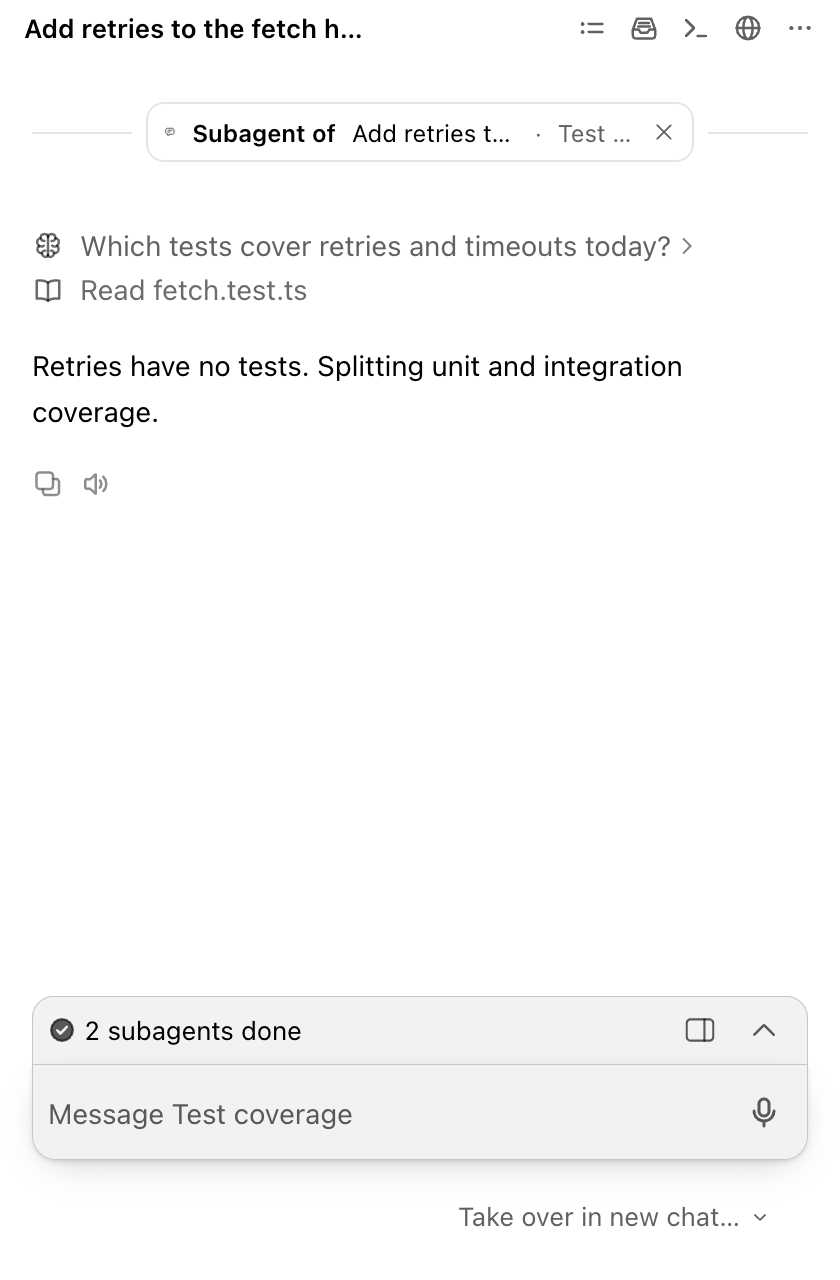 Add retries to the fetch h...
Subagent of Add retries t... · Test ...
Which tests cover retries and timeouts today?
Read fetch.test.ts
Retries have no tests. Splitting unit and integration
coverage.
2 subagents done
Message Test coverage
Take over in new chat...